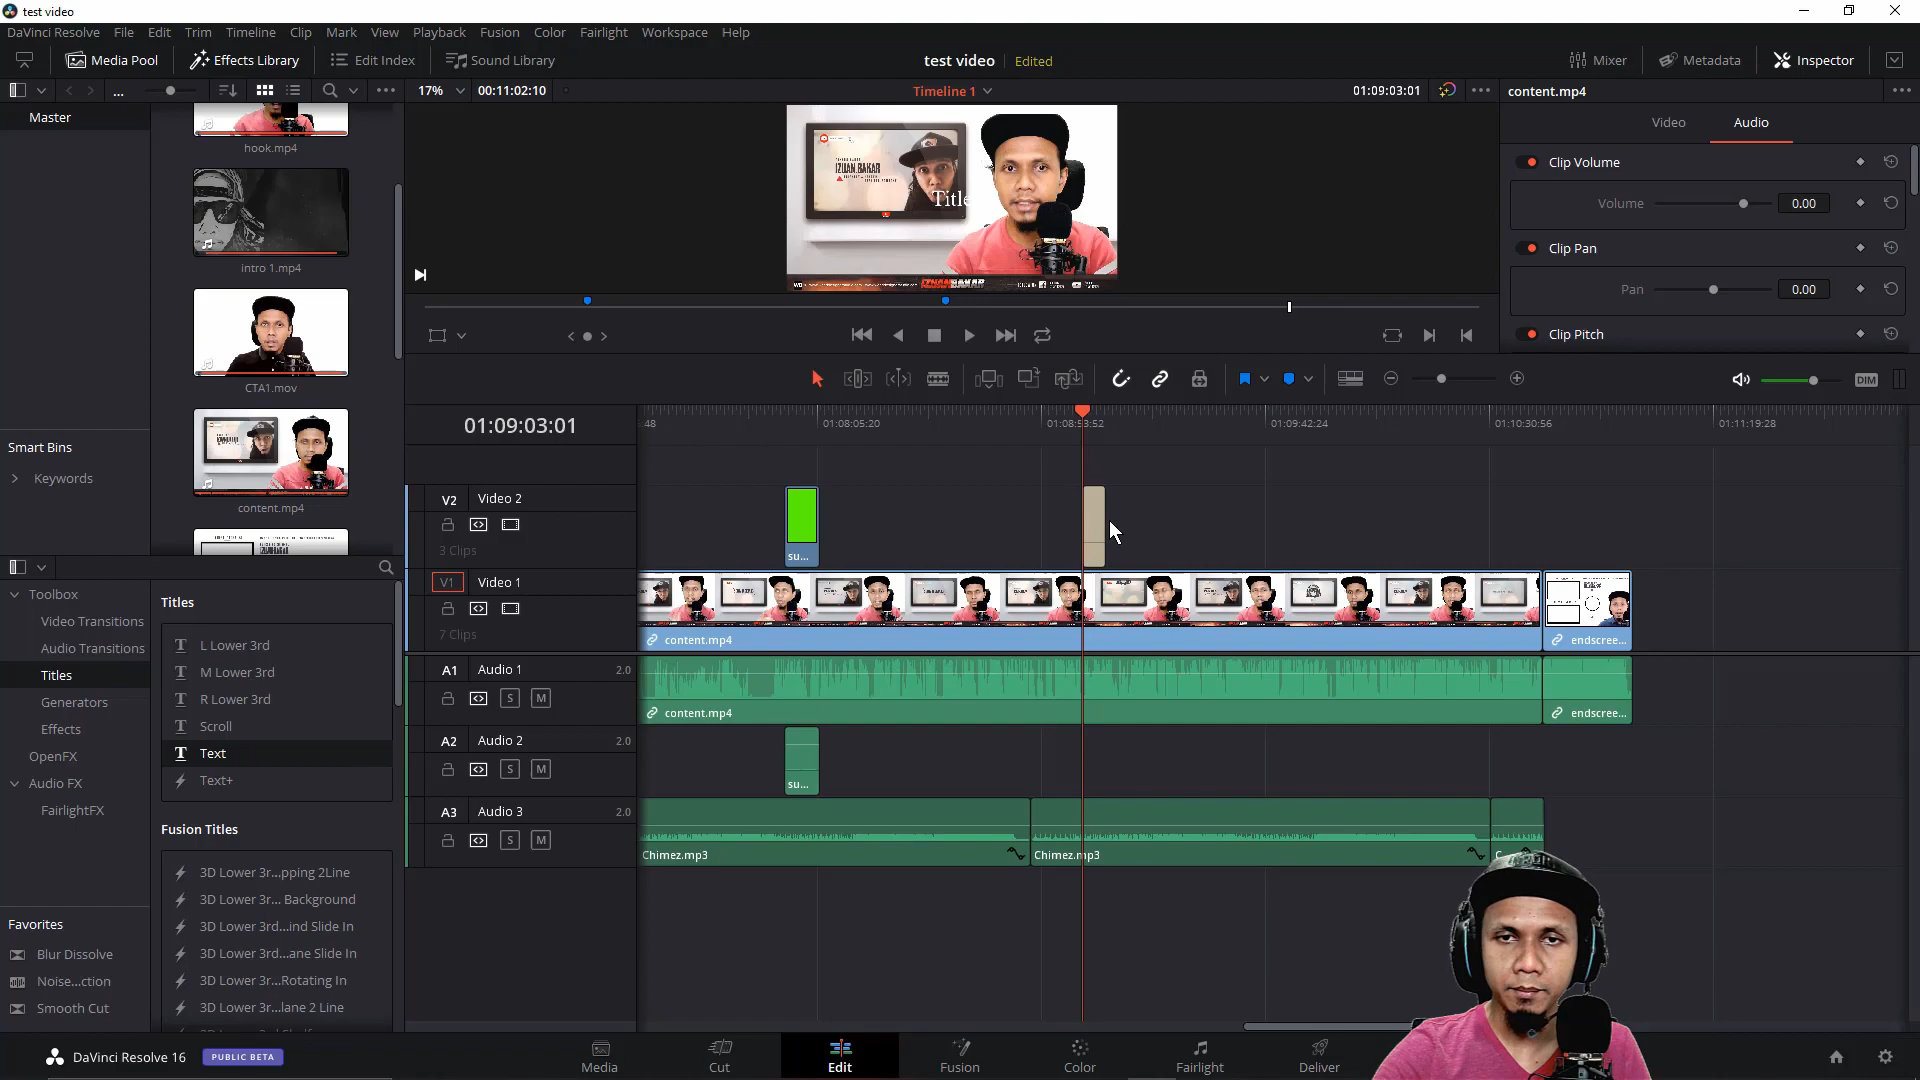 test video
DaVinci Resolve File Edit Trim Timeline Clip Mark View Playback Fusion Color Fairlight Workspace Help
Media Pool Effects Library Edit Index Sound Library test video Edited Mixer Metadata Inspector
... 17% 00:11:02:10 Timeline 1 01:09:03:01 content.mp4
Master
hook.mp4
intro 1.mp4
CTA1.mov
content.mp4
IZUAN.BAKAR
Title
IZUANBAKAR
Video Audio
Clip Volume
Volume 0.00
Clip Pan
Pan 0.00
Clip Pitch
DIM
Smart Bins
Keywords
01:09:03:01
48 01:08:05:20 01:08:53:52 01:09:42:24 01:10:30:56 01:11:19:28
V2 Video 2
3 Clips
su...
V1 Video 1
7 Clips
content.mp4 endscree...
A1 Audio 1 2.0
S M
content.mp4 endscree...
A2 Audio 2 2.0
S M
su...
A3 Audio 3 2.0
S M
Chimez.mp3 Chimez.mp3 C...
Toolbox
Video Transitions
Audio Transitions
Titles
Generators
Effects
OpenFX
Audio FX
FairlightFX
Titles
L Lower 3rd
M Lower 3rd
R Lower 3rd
Scroll
Text
Text+
Fusion Titles
3D Lower 3r...pping 2Line
3D Lower 3r... Background
3D Lower 3rd...ind Slide In
3D Lower 3rd...ane Slide In
3D Lower 3r...Rotating In
3D Lower 3r...lane 2 Line
Favorites
Blur Dissolve
Noise...ction
Smooth Cut
DaVinci Resolve 16 PUBLIC BETA
Media Cut Edit Fusion Color Fairlight Deliver